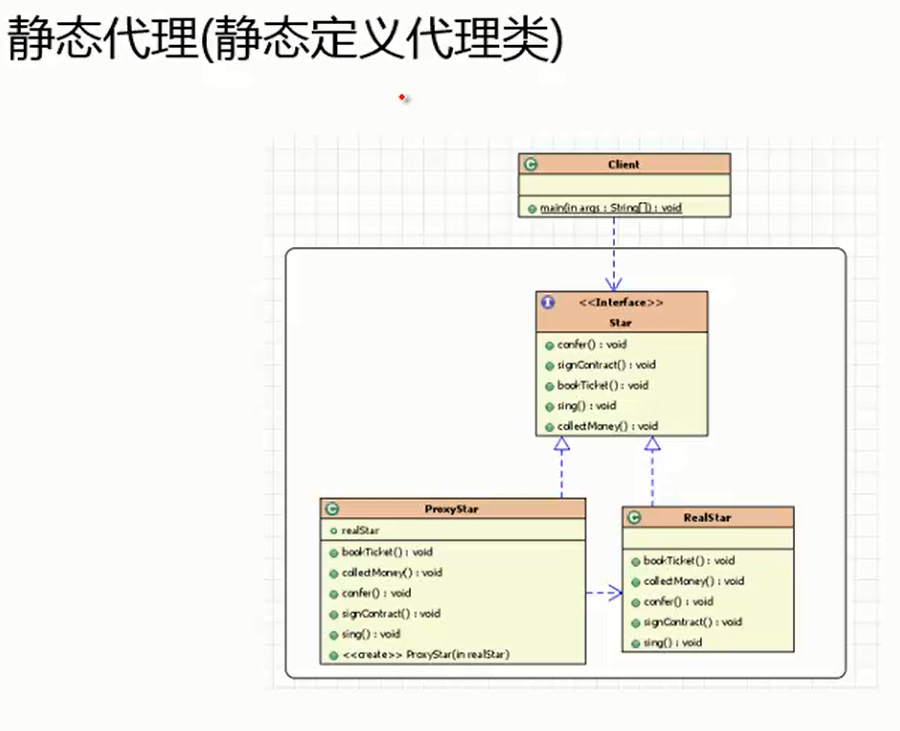 静态代理(静态定义代理类)
Client
main(in args : String[]) : void
<<Interface>>
Star
confer() : void
signContract() : void
bookTicket() : void
sing() : void
collectMoney() : void
ProxyStar
realStar
bookTicket() : void
collectMoney() : void
confer() : void
signContract() : void
sing() : void
<<create>> ProxyStar(in realStar)
RealStar
bookTicket() : void
collectMoney() : void
confer() : void
signContract() : void
sing() : void